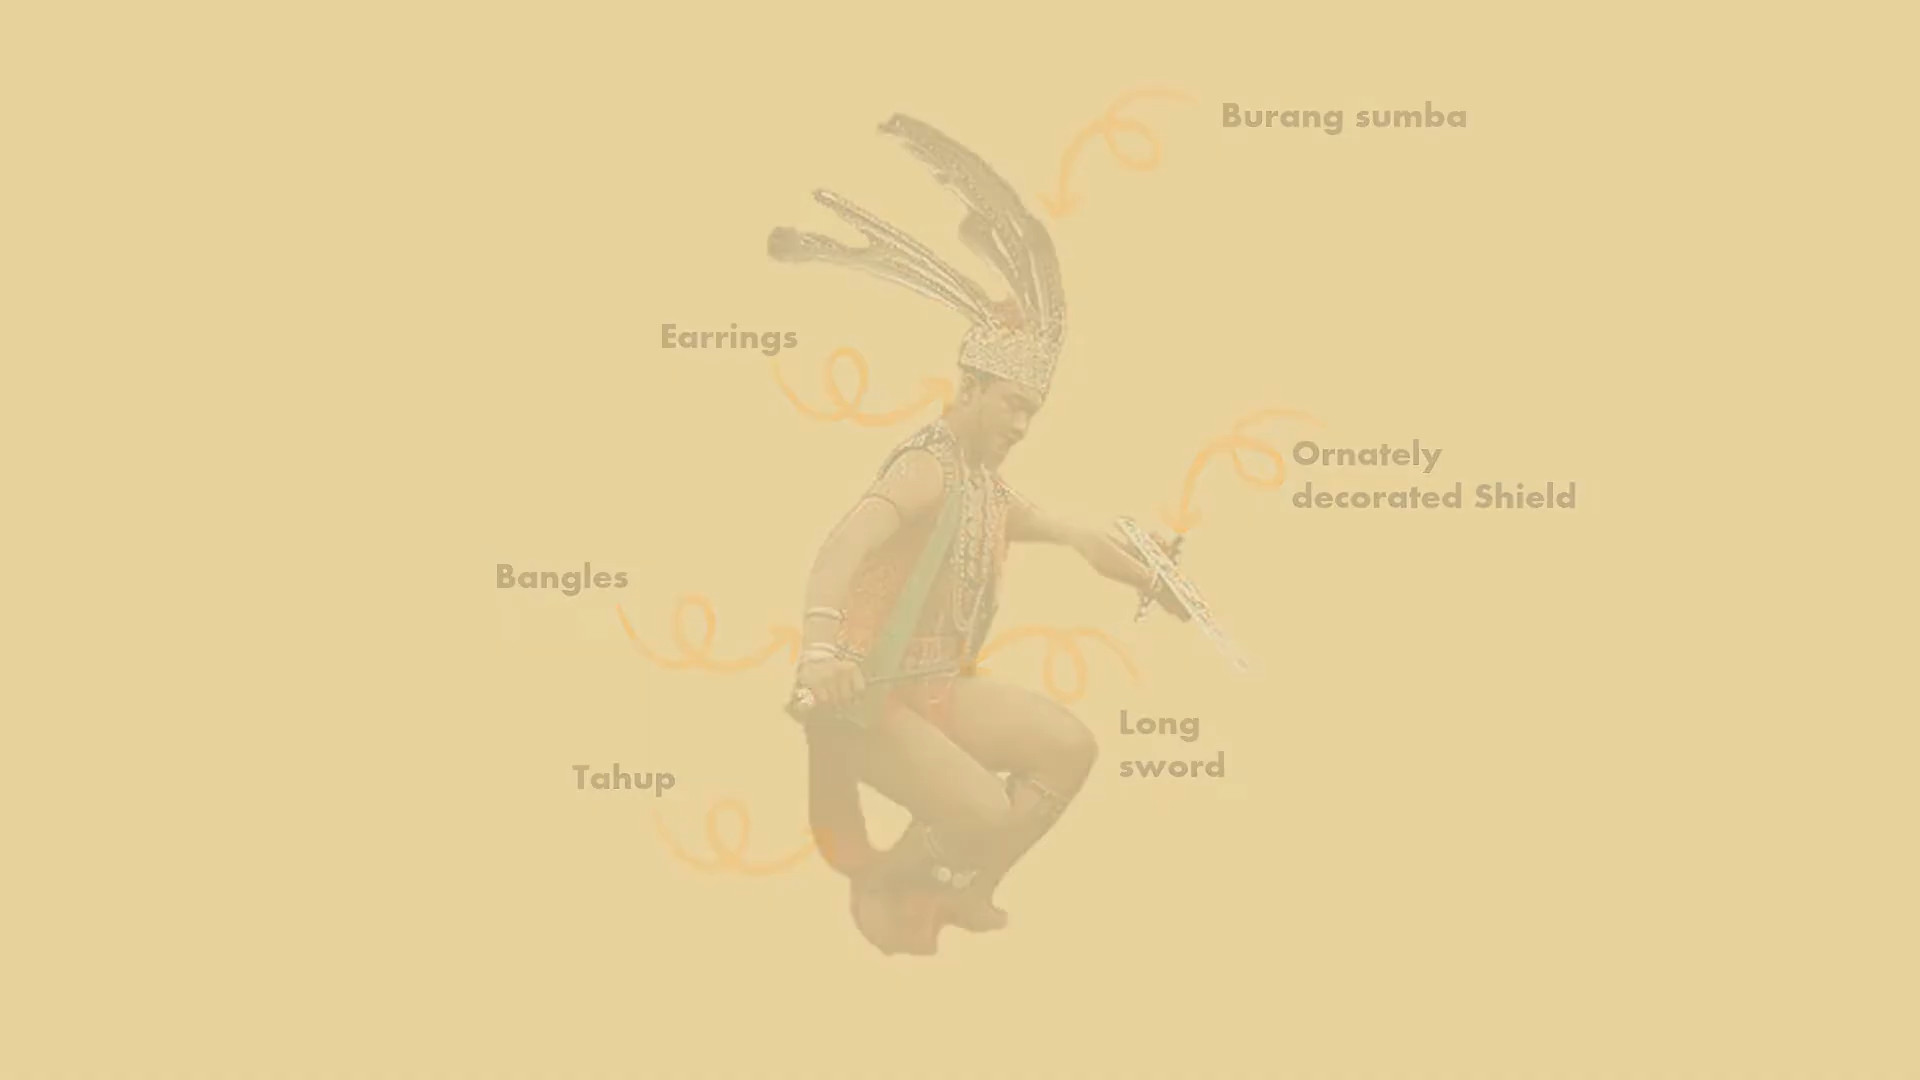 Burang sumba
Earrings
Ornately
decorated Shield
Bangles
Long
sword
Tahup